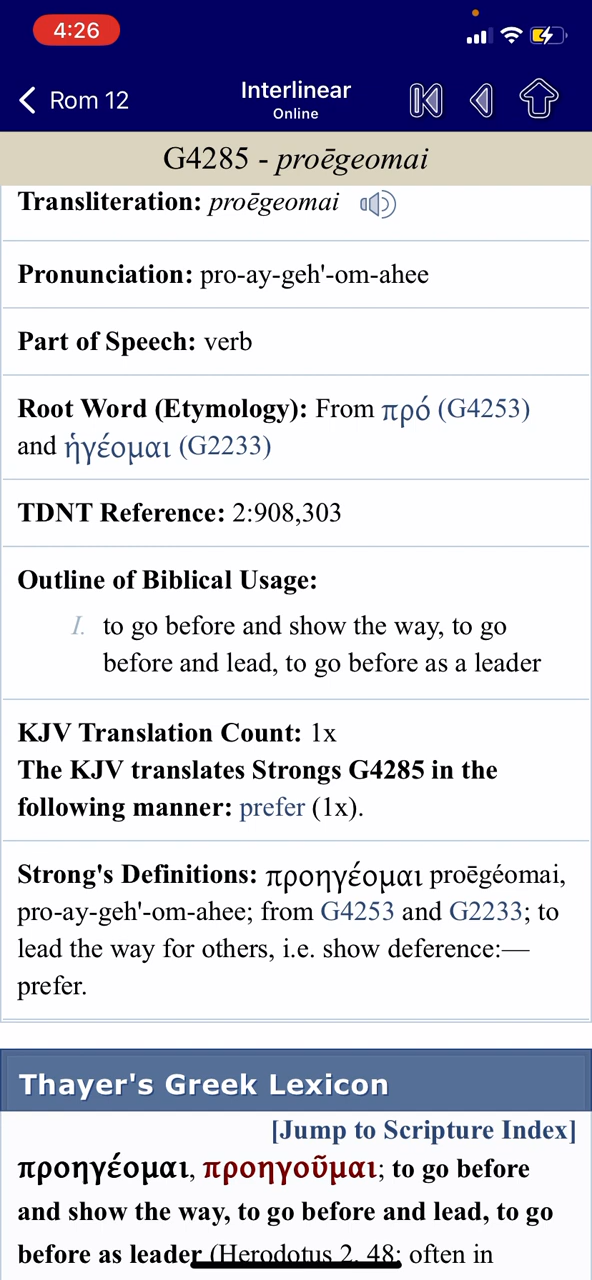 4:26
Rom 12
Interlinear
Online
G4285 - proēgeomai
Transliteration: proēgeomai
Pronunciation: pro-ay-geh'-om-ahee
Part of Speech: verb
Root Word (Etymology): From πρό (G4253)
and ἡγέομαι (G2233)
TDNT Reference: 2:908,303
Outline of Biblical Usage:
I. to go before and show the way, to go
before and lead, to go before as a leader
KJV Translation Count: 1x
The KJV translates Strongs G4285 in the
following manner: prefer (1x).
Strong's Definitions: προηγέομαι proēgéomai,
pro-ay-geh'-om-ahee; from G4253 and G2233; to
lead the way for others, i.e. show deference:—
prefer.
Thayer's Greek Lexicon
[Jump to Scripture Index]
προηγέομαι, προηγοῦμαι; to go before
and show the way, to go before and lead, to go
before as leader (Herodotus 2, 48; often in